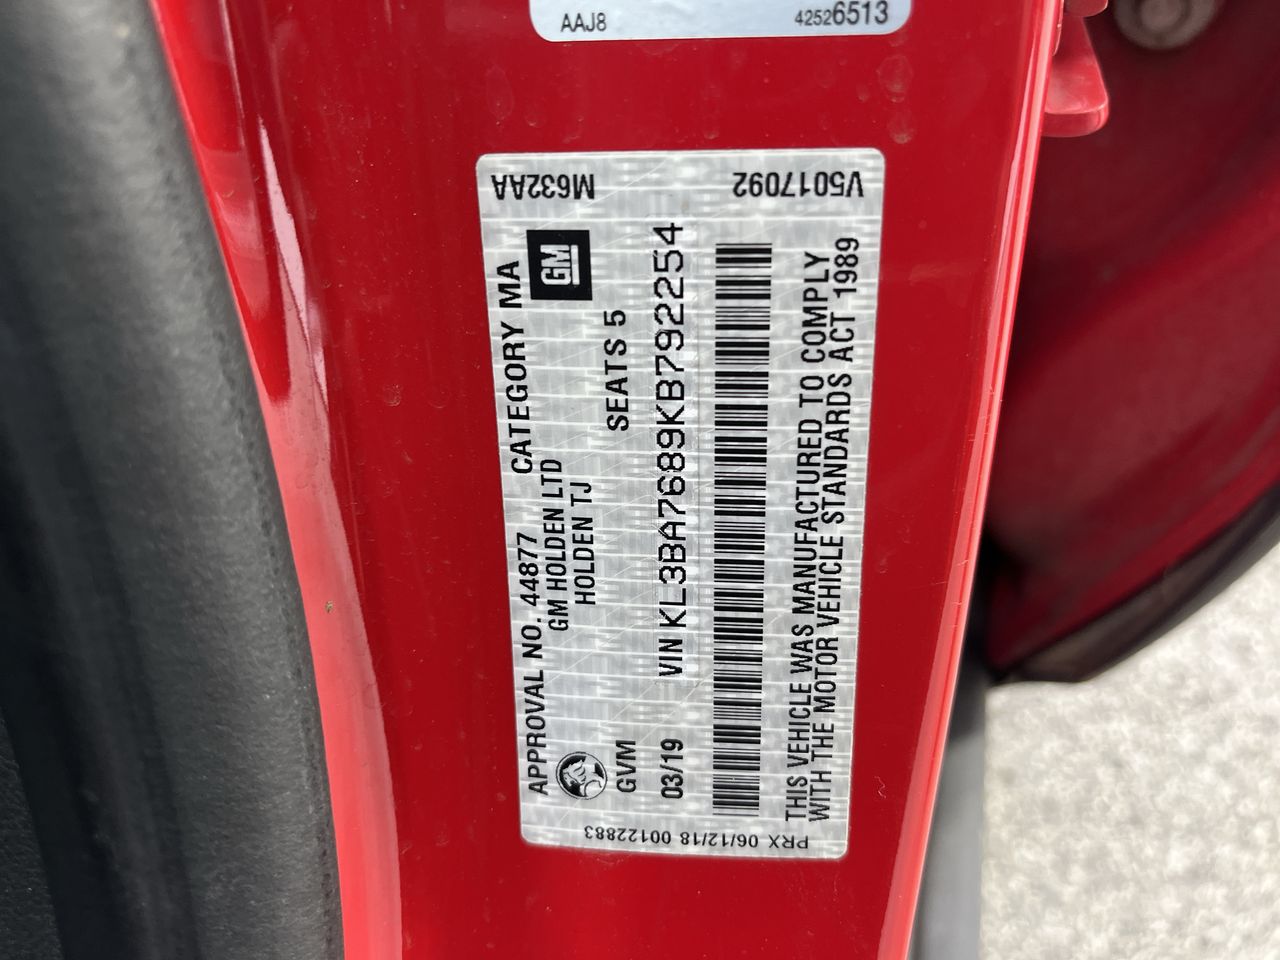 AAJ8
42526513
M632AA
V5017092
APPROVAL NO. 44877 CATEGORY MA
GM HOLDEN LTD
HOLDEN TJ
GM
GVM SEATS 5
03/19 VIN KL3BA7689KB792254
THIS VEHICLE WAS MANUFACTURED TO COMPLY
WITH THE MOTOR VEHICLE STANDARDS ACT 1989
PRX 06/12/18 00122883